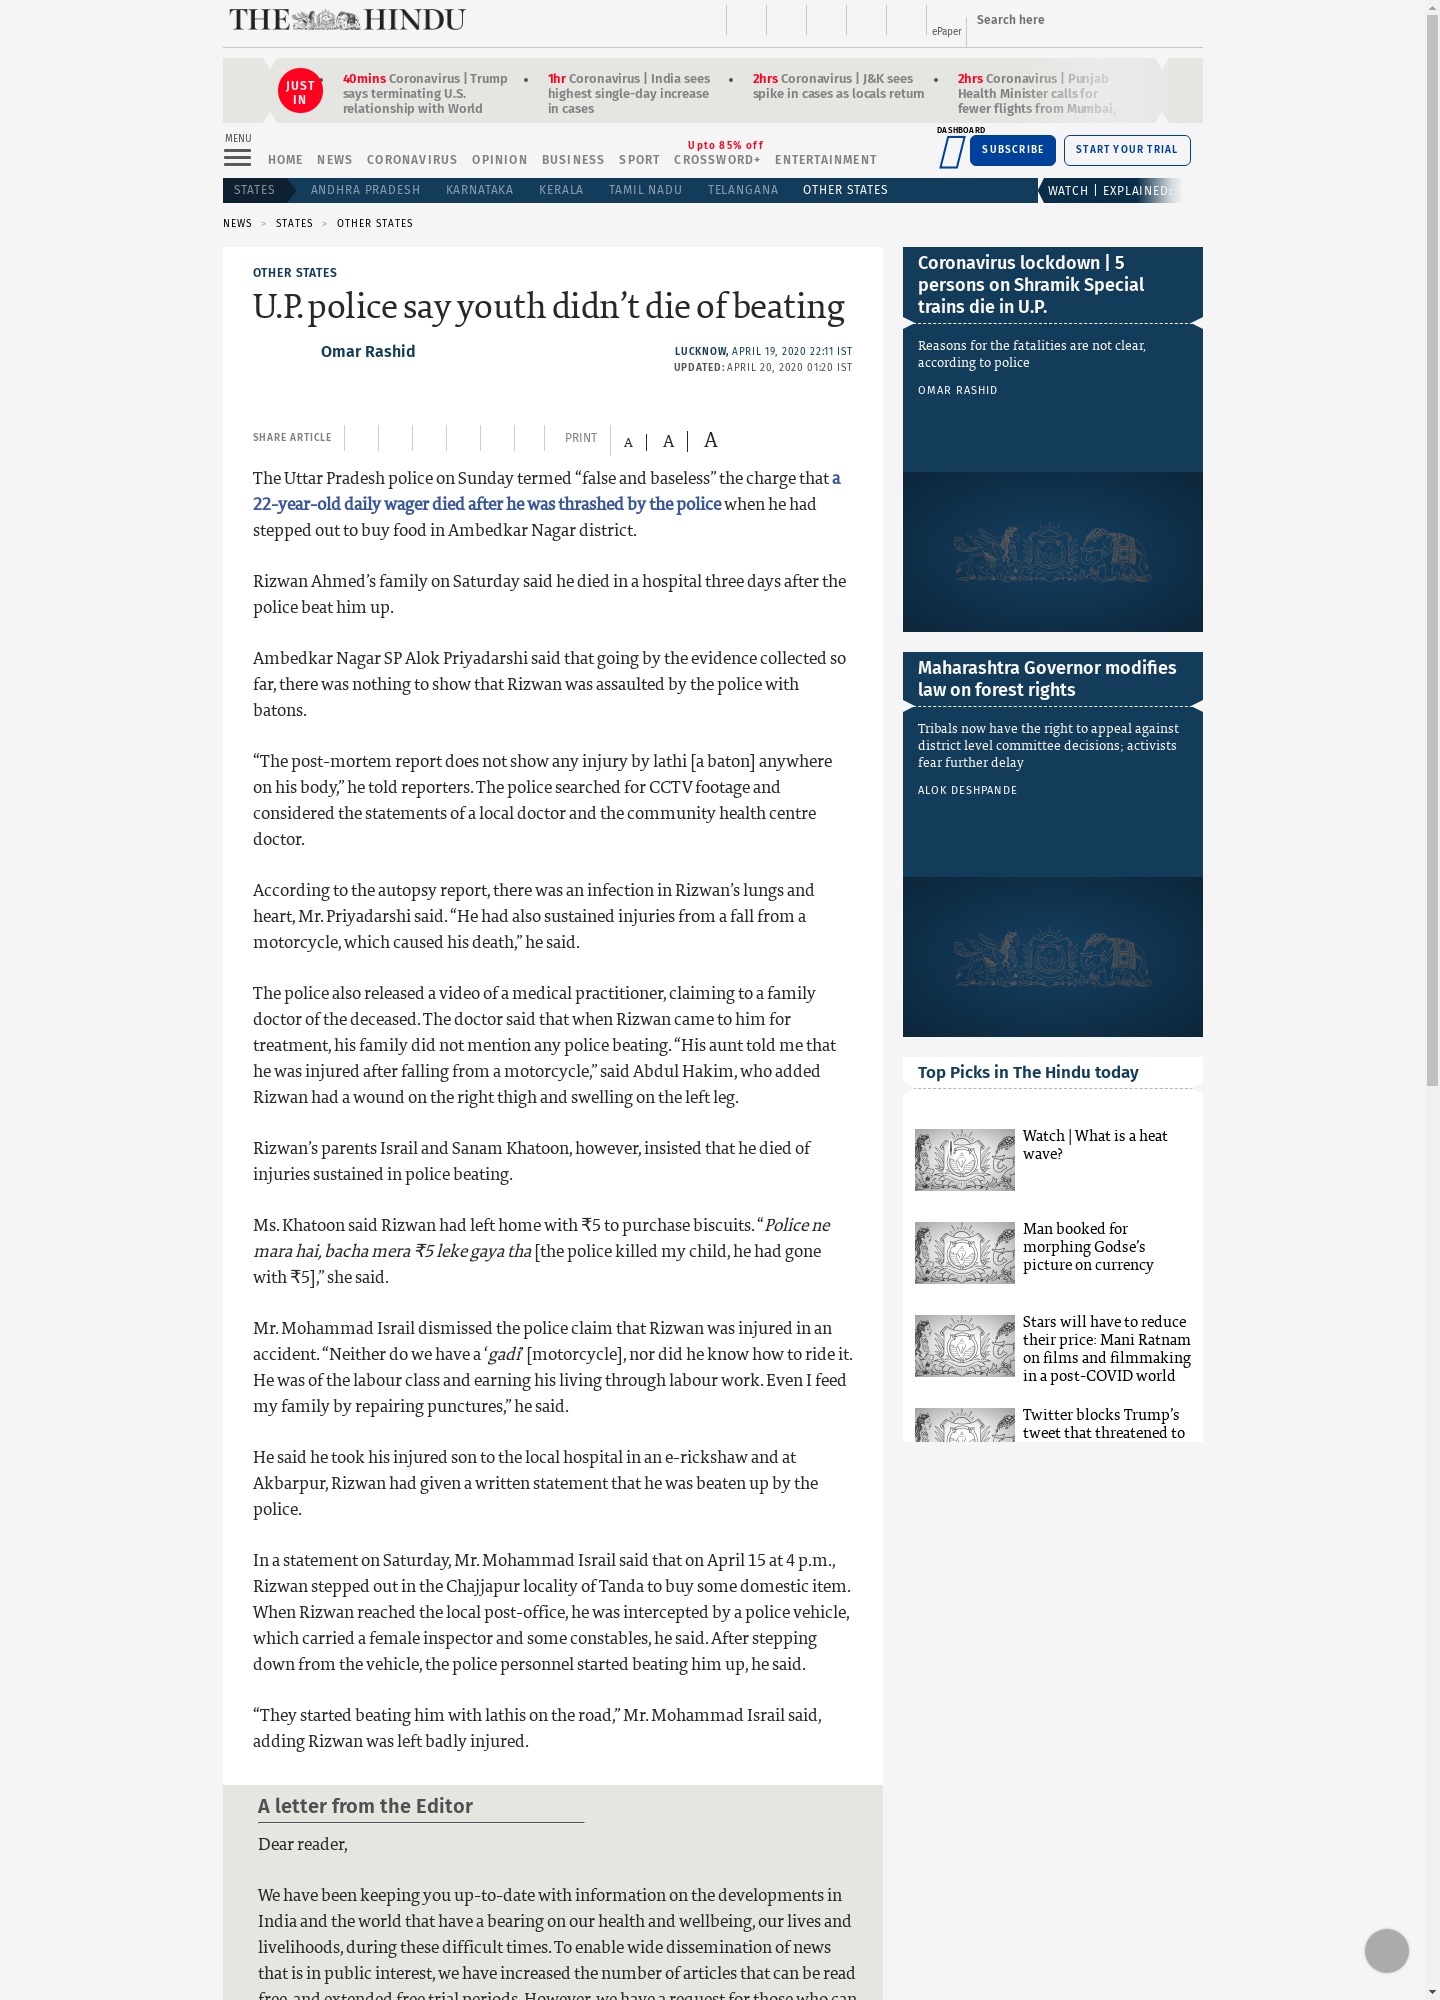 THE HINDU
ePaper
Search here
JUST IN
40mins Coronavirus | Trump says terminating U.S. relationship with World
1hr Coronavirus | India sees highest single-day increase in cases
2hrs Coronavirus | J&K sees spike in cases as locals return
2hrs Coronavirus | Punjab Health Minister calls for fewer flights from Mumbai,
MENU
HOME NEWS CORONAVIRUS OPINION BUSINESS SPORT CROSSWORD+ ENTERTAINMENT
Upto 85% off
DASHBOARD
SUBSCRIBE
START YOUR TRIAL
STATES ANDHRA PRADESH KARNATAKA KERALA TAMIL NADU TELANGANA OTHER STATES
WATCH | EXPLAINED:
NEWS > STATES > OTHER STATES
OTHER STATES
U.P. police say youth didn’t die of beating
Omar Rashid
LUCKNOW, APRIL 19, 2020 22:11 IST
UPDATED: APRIL 20, 2020 01:20 IST
SHARE ARTICLE
PRINT
A A A
The Uttar Pradesh police on Sunday termed “false and baseless” the charge that a
22-year-old daily wager died after he was thrashed by the police when he had
stepped out to buy food in Ambedkar Nagar district.
Rizwan Ahmed’s family on Saturday said he died in a hospital three days after the
police beat him up.
Ambedkar Nagar SP Alok Priyadarshi said that going by the evidence collected so
far, there was nothing to show that Rizwan was assaulted by the police with
batons.
“The post-mortem report does not show any injury by lathi [a baton] anywhere
on his body,” he told reporters. The police searched for CCTV footage and
considered the statements of a local doctor and the community health centre
doctor.
According to the autopsy report, there was an infection in Rizwan’s lungs and
heart, Mr. Priyadarshi said. “He had also sustained injuries from a fall from a
motorcycle, which caused his death,” he said.
The police also released a video of a medical practitioner, claiming to a family
doctor of the deceased. The doctor said that when Rizwan came to him for
treatment, his family did not mention any police beating. “His aunt told me that
he was injured after falling from a motorcycle,” said Abdul Hakim, who added
Rizwan had a wound on the right thigh and swelling on the left leg.
Rizwan’s parents Israil and Sanam Khatoon, however, insisted that he died of
injuries sustained in police beating.
Ms. Khatoon said Rizwan had left home with ₹5 to purchase biscuits. “Police ne
mara hai, bacha mera ₹5 leke gaya tha [the police killed my child, he had gone
with ₹5],” she said.
Mr. Mohammad Israil dismissed the police claim that Rizwan was injured in an
accident. “Neither do we have a ‘gadi’ [motorcycle], nor did he know how to ride it.
He was of the labour class and earning his living through labour work. Even I feed
my family by repairing punctures,” he said.
He said he took his injured son to the local hospital in an e-rickshaw and at
Akbarpur, Rizwan had given a written statement that he was beaten up by the
police.
In a statement on Saturday, Mr. Mohammad Israil said that on April 15 at 4 p.m.,
Rizwan stepped out in the Chajjapur locality of Tanda to buy some domestic item.
When Rizwan reached the local post-office, he was intercepted by a police vehicle,
which carried a female inspector and some constables, he said. After stepping
down from the vehicle, the police personnel started beating him up, he said.
“They started beating him with lathis on the road,” Mr. Mohammad Israil said,
adding Rizwan was left badly injured.
A letter from the Editor
Dear reader,
We have been keeping you up-to-date with information on the developments in
India and the world that have a bearing on our health and wellbeing, our lives and
livelihoods, during these difficult times. To enable wide dissemination of news
that is in public interest, we have increased the number of articles that can be read
free, and extended free trial periods. However, we have a request for those who can
Coronavirus lockdown | 5
persons on Shramik Special
trains die in U.P.
Reasons for the fatalities are not clear,
according to police
OMAR RASHID
Maharashtra Governor modifies
law on forest rights
Tribals now have the right to appeal against
district level committee decisions; activists
fear further delay
ALOK DESHPANDE
Top Picks in The Hindu today
Watch | What is a heat
wave?
Man booked for
morphing Godse’s
picture on currency
Stars will have to reduce
their price: Mani Ratnam
on films and filmmaking
in a post-COVID world
Twitter blocks Trump’s
tweet that threatened to